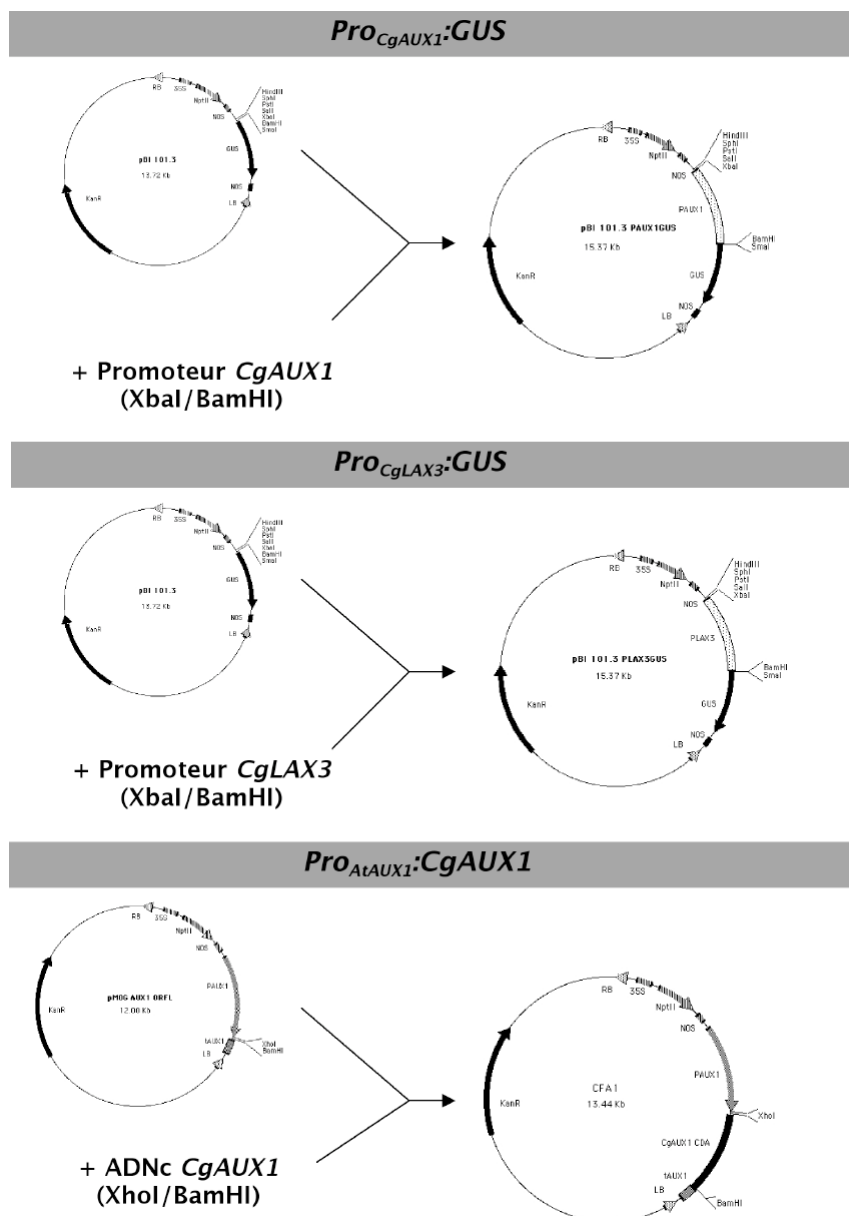 ProCgAUX1:GUS
RB
35S
NptII
NOS
HindIII
SphI
PstI
SalI
XbaI
BamHI
SmaI
GUS
pBI 101.3
13.72 Kb
NOS
LB
KanR
+ Promoteur CgAUX1
(XbaI/BamHI)
RB
35S
NptII
NOS
HindIII
SphI
PstI
SalI
XbaI
PAUX1
pBI 101.3 PAUX1GUS
15.37 Kb
BamHI
SmaI
GUS
KanR
NOS
LB
ProCgLAX3:GUS
RB
35S
NptII
NOS
HindIII
SphI
PstI
SalI
XbaI
BamHI
SmaI
GUS
pBI 101.3
13.72 Kb
NOS
LB
KanR
+ Promoteur CgLAX3
(XbaI/BamHI)
RB
35S
NptII
NOS
HindIII
SphI
PstI
SalI
XbaI
PLAX3
pBI 101.3 PLAX3GUS
15.37 Kb
BamHI
SmaI
GUS
KanR
NOS
LB
ProAtAUX1:CgAUX1
RB
35S
NptII
NOS
PAUX1
pMOG AUX1 ORFL
12.00 Kb
KanR
tAUX1
XhoI
BamHI
LB
+ ADNc CgAUX1
(XhoI/BamHI)
RB
35S
NptII
NOS
PAUX1
CFA1
13.44 Kb
KanR
XhoI
CgAUX1 CDA
tAUX1
LB
BamHI